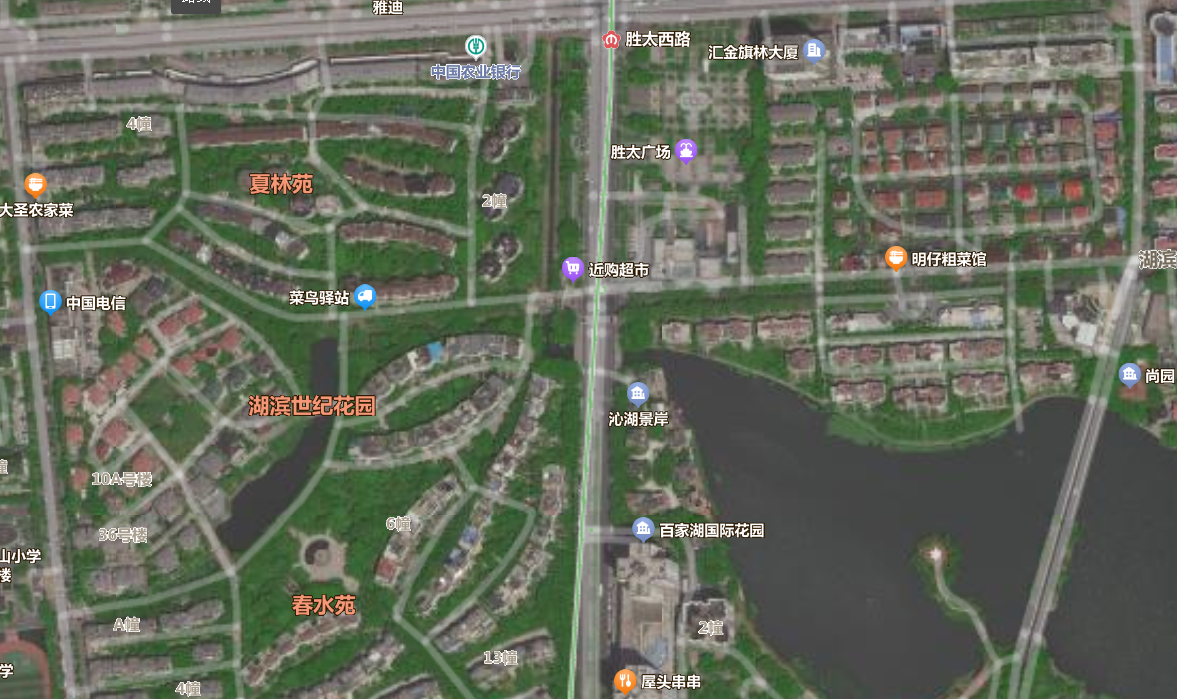 雅迪
胜太西路
汇金旗林大厦
中国农业银行
4幢
胜太广场
夏林苑
2幢
大圣农家菜
明仔粗菜馆
湖滨
近购超市
菜鸟驿站
中国电信
尚园
湖滨世纪花园
沁湖景岸
10A号楼
6幢
百家湖国际花园
36号楼
山小学
楼
春水苑
A幢
2幢
13幢
学
4幢
屋头串串